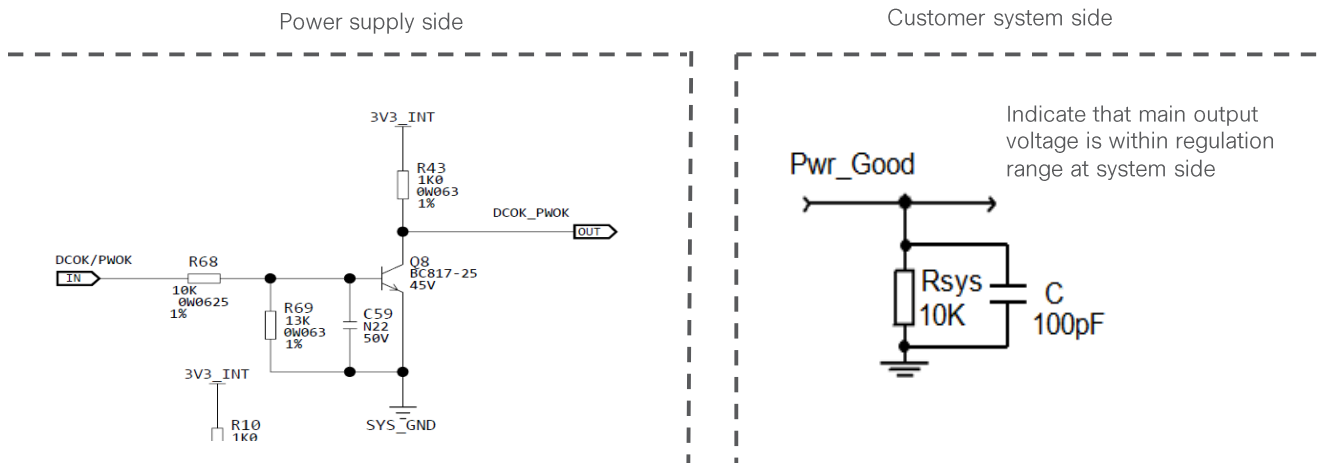 Power supply side
Customer system side
3V3_INT
R43
1K0
0W063
1%
DCOK_PWOK
OUT
DCOK/PWOK
IN
R68
10K
0W0625
1%
R69
13K
0W063
1%
C59
N22
50V
Q8
BC817-25
45V
3V3_INT
R10
1K0
SYS_GND
Indicate that main output
voltage is within regulation
range at system side
Pwr_Good
Rsys
10K
C
100pF